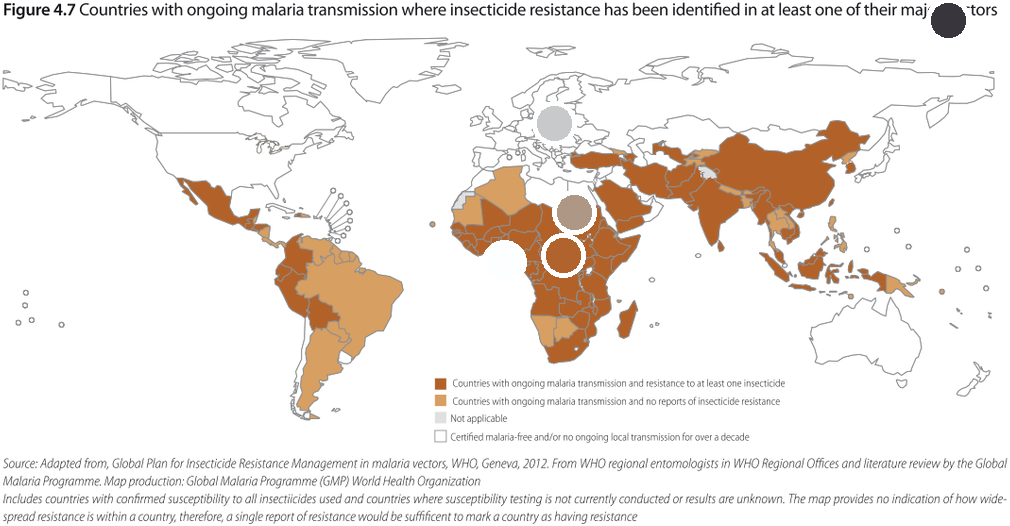 Figure 4.7 Countries with ongoing malaria transmission where insecticide resistance has been identified in at least one of their
Countries with ongoing malaria transmission and resistance to at least one insecticide
Countries with ongoing malaria transmission and no reports of insecticide resistance
Not applicable
Certified malaria-free and/or no ongoing local transmission for over a decade
Source: Adapted from, Global Plan for Insecticide Resistance Management in malaria vectors, WHO, Geneva, 2012. From WHO regional entomologists in WHO Regional Offices and literature review by the Global
Malaria Programme. Map production: Global Malaria Programme (GMP) World Health Organization
Includes countries with confirmed susceptibility to all insectiicides used and countries where susceptibility testing is not currently conducted or results are unknown. The map provides no indication of how wide-
spread resistance is within a country, therefore, a single report of resistance would be suffifcent to mark a country as having resistance